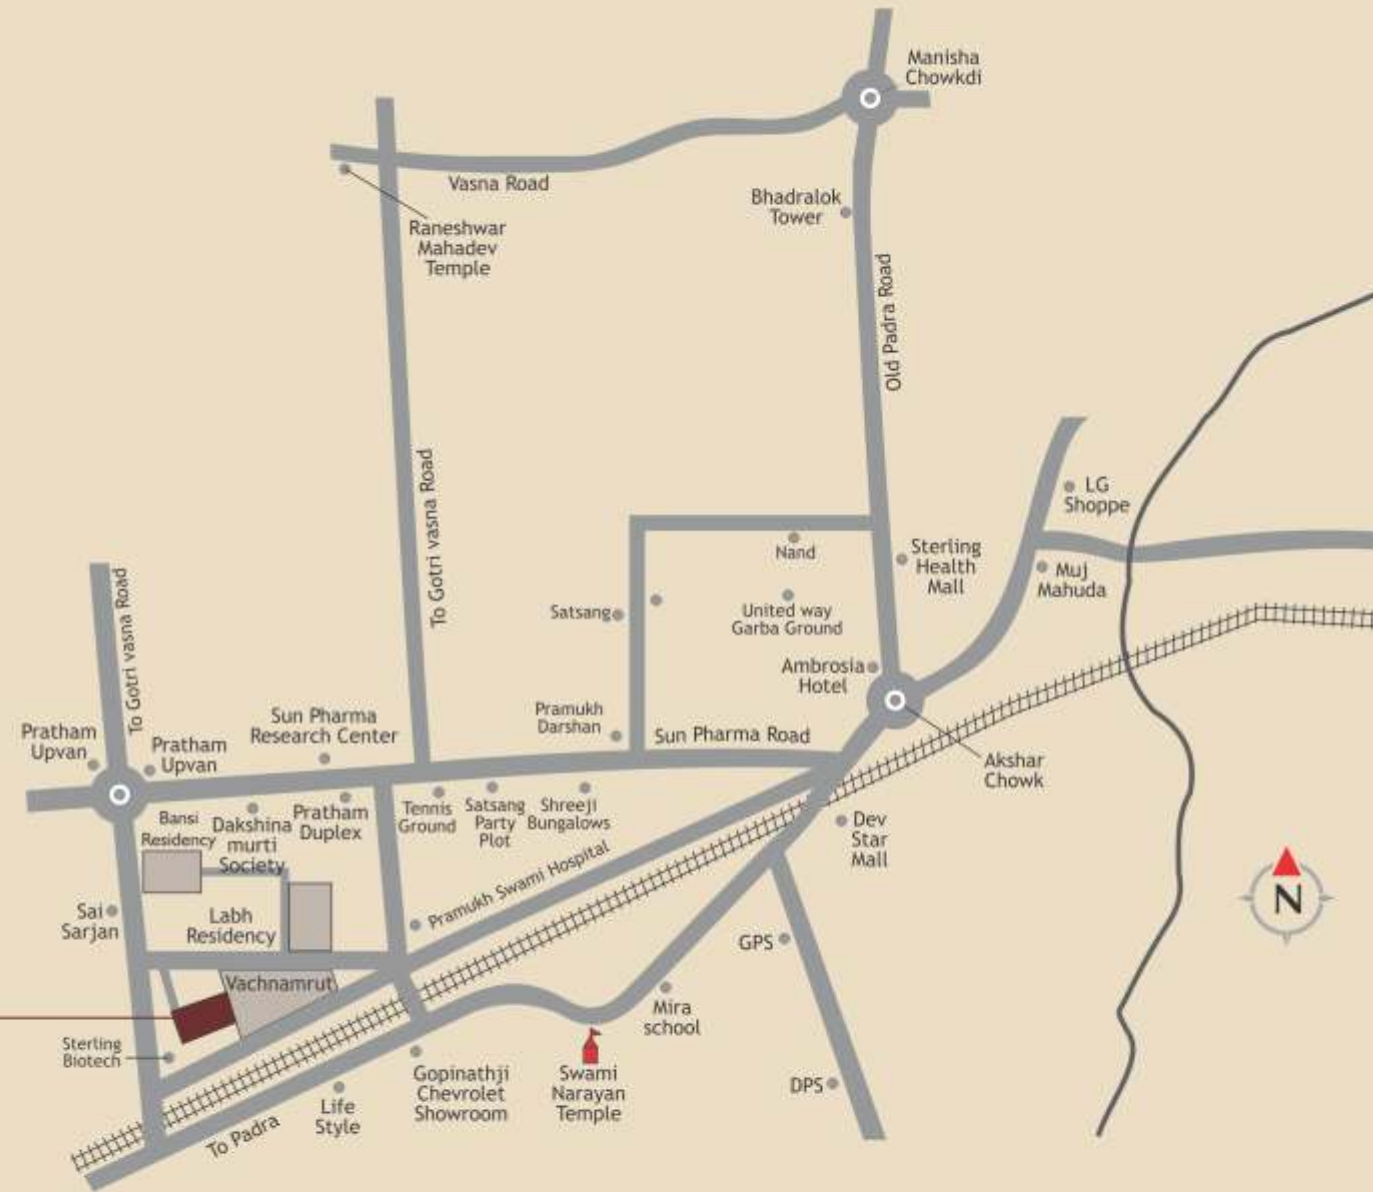 Manisha
Chowkdi
Vasna Road
Raneshwar
Mahadev
Temple
Bhadralok
Tower
Old Padra Road
To Gotri vasna Road
LG
Shoppe
Nand
Sterling
Health
Mall
Muj
Mahuda
Satsang
United way
Garba Ground
To Gotri vasna Road
Ambrosia
Hotel
Pramukh
Darshan
Sun Pharma Road
Akshar
Chowk
Pratham
Upvan
Pratham
Upvan
Sun Pharma
Research Center
Bansi
Residency
Dakshina
murti
Society
Pratham
Duplex
Tennis
Ground
Satsang
Party
Plot
Shreeji
Bungalows
Dev
Star
Mall
Pramukh Swami Hospital
Sai
Sarjan
Labh
Residency
GPS
N
Vachnamrut
Mira
school
Sterling
Biotech
Gopinathji
Chevrolet
Showroom
Swami
Narayan
Temple
DPS
Life
Style
To Padra